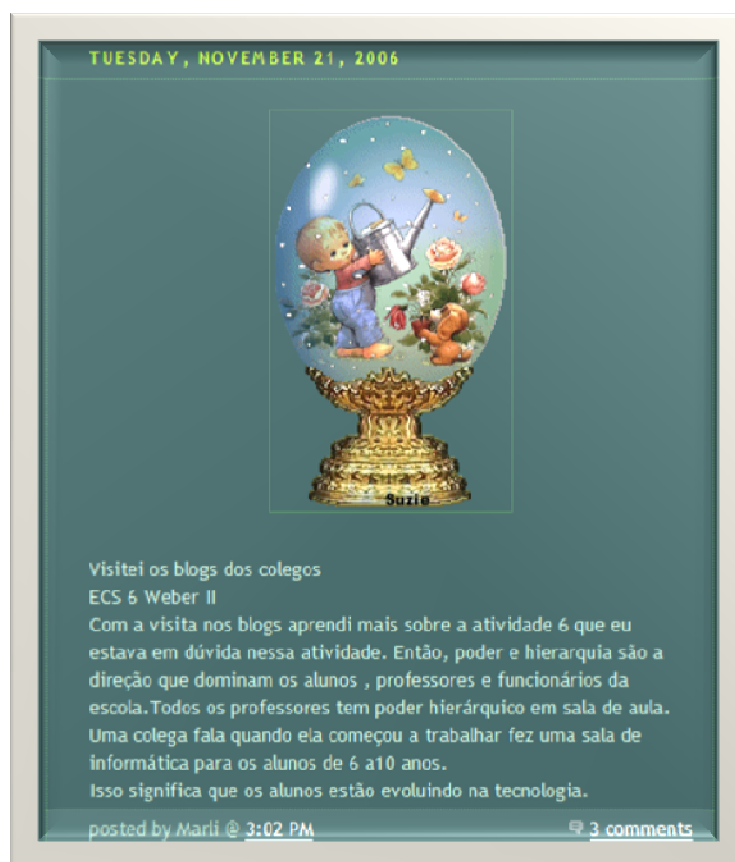 TUESDAY, NOVEMBER 21, 2006
Suzie
Visitei os blogs dos colegos
ECS 6 Weber II
Com a visita nos blogs aprendi mais sobre a atividade 6 que eu
estava em dúvida nessa atividade. Então, poder e hierarquia são a
direção que dominam os alunos , professores e funcionários da
escola.Todos os professores tem poder hierárquico em sala de aula.
Uma colega fala quando ela começou a trabalhar fez uma sala de
informática para os alunos de 6 a10 anos.
Isso significa que os alunos estão evoluindo na tecnologia.
posted by Marli @ 3:02 PM
3 comments